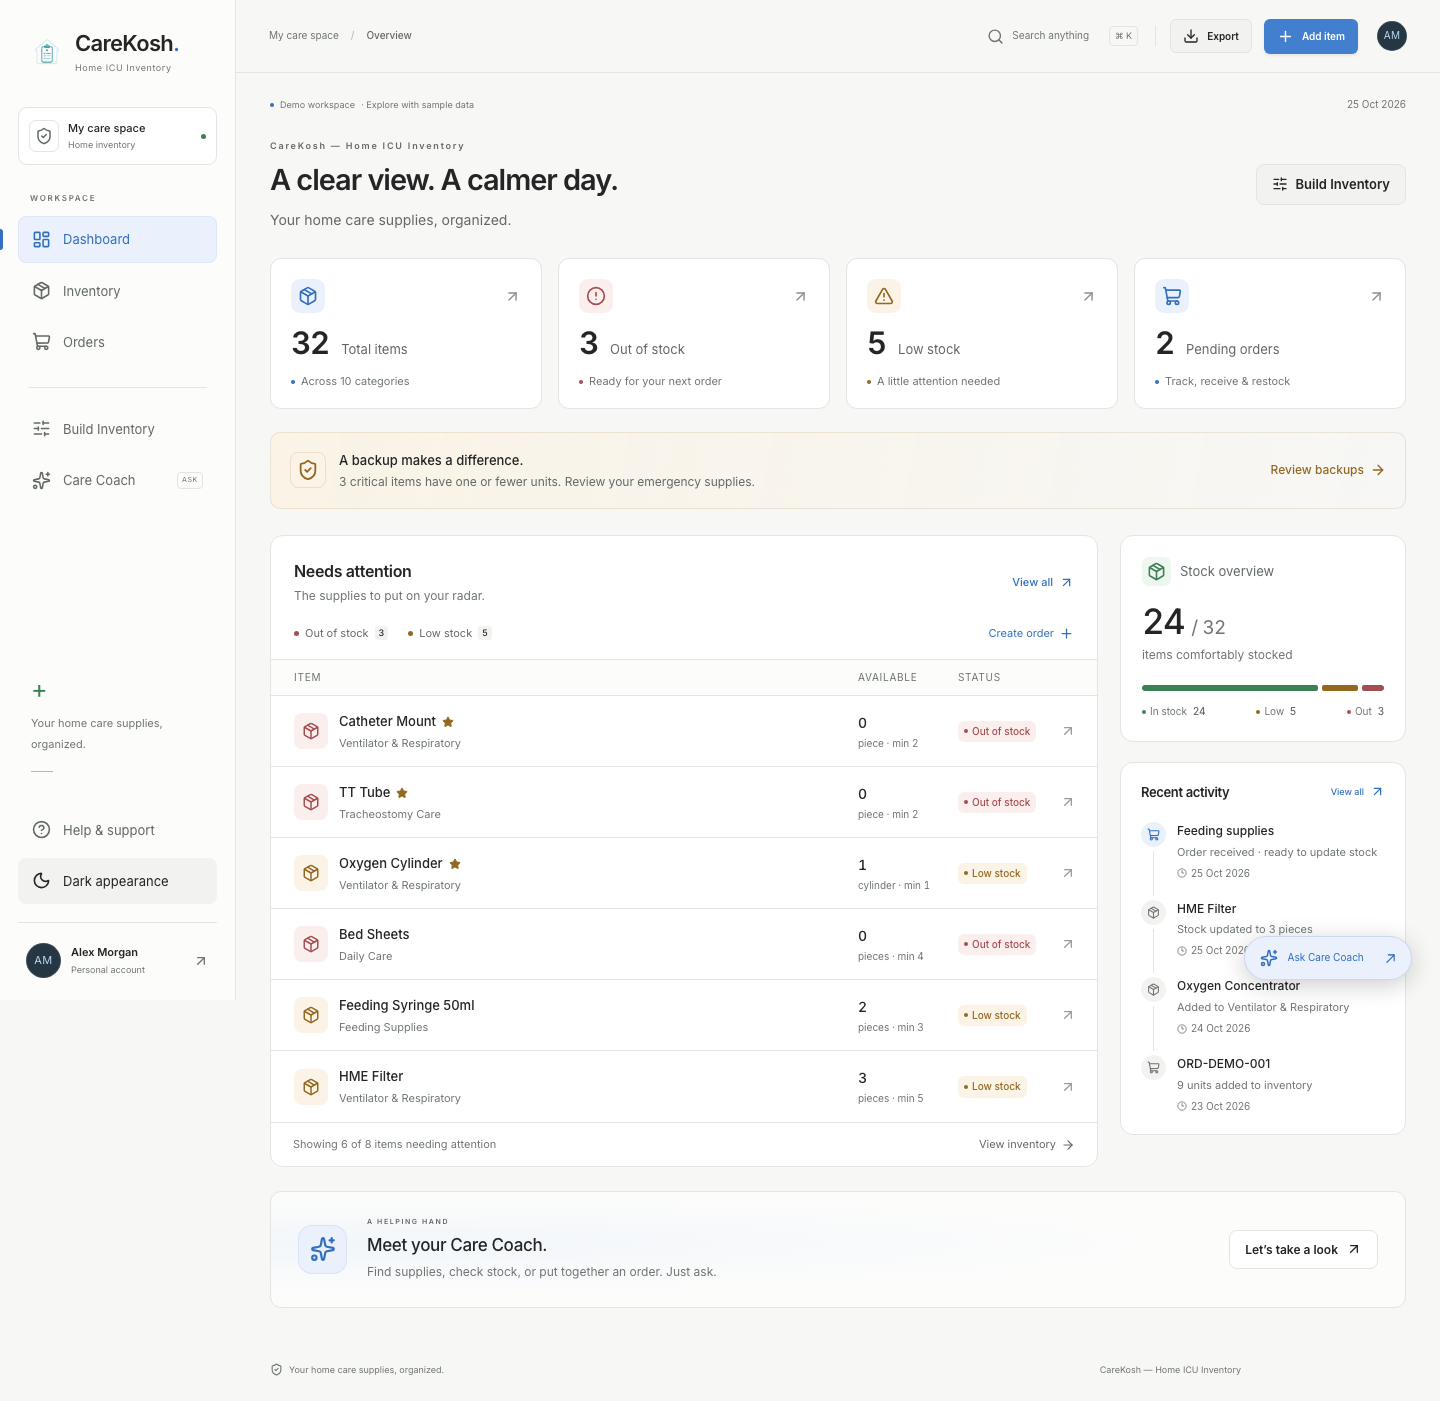 CareKosh.
Home ICU Inventory
My care space
Home inventory
WORKSPACE
Dashboard
Inventory
Orders
Build Inventory
Care Coach ASK
Your home care supplies,
organized.
Help & support
Dark appearance
AM
Alex Morgan
Personal account
My care space / Overview
Search anything ⌘ K
Export
Add item
AM
Demo workspace · Explore with sample data
25 Oct 2026
CareKosh — Home ICU Inventory
A clear view. A calmer day.
Your home care supplies, organized.
Build Inventory
32 Total items
Across 10 categories
3 Out of stock
Ready for your next order
5 Low stock
A little attention needed
2 Pending orders
Track, receive & restock
A backup makes a difference.
3 critical items have one or fewer units. Review your emergency supplies.
Review backups
Needs attention
The supplies to put on your radar.
View all
Out of stock 3 Low stock 5
Create order
ITEM AVAILABLE STATUS
Catheter Mount 0 Out of stock
Ventilator & Respiratory piece · min 2
TT Tube 0 Out of stock
Tracheostomy Care piece · min 2
Oxygen Cylinder 1 Low stock
Ventilator & Respiratory cylinder · min 1
Bed Sheets 0 Out of stock
Daily Care pieces · min 4
Feeding Syringe 50ml 2 Low stock
Feeding Supplies pieces · min 3
HME Filter 3 Low stock
Ventilator & Respiratory pieces · min 5
Showing 6 of 8 items needing attention
View inventory
Stock overview
24 / 32
items comfortably stocked
In stock 24 Low 5 Out 3
Recent activity
View all
Feeding supplies
Order received · ready to update stock
25 Oct 2026
HME Filter
Stock updated to 3 pieces
25 Oct 2026
Ask Care Coach
Oxygen Concentrator
Added to Ventilator & Respiratory
24 Oct 2026
ORD-DEMO-001
9 units added to inventory
23 Oct 2026
A HELPING HAND
Meet your Care Coach.
Find supplies, check stock, or put together an order. Just ask.
Let's take a look
Your home care supplies, organized.
CareKosh — Home ICU Inventory